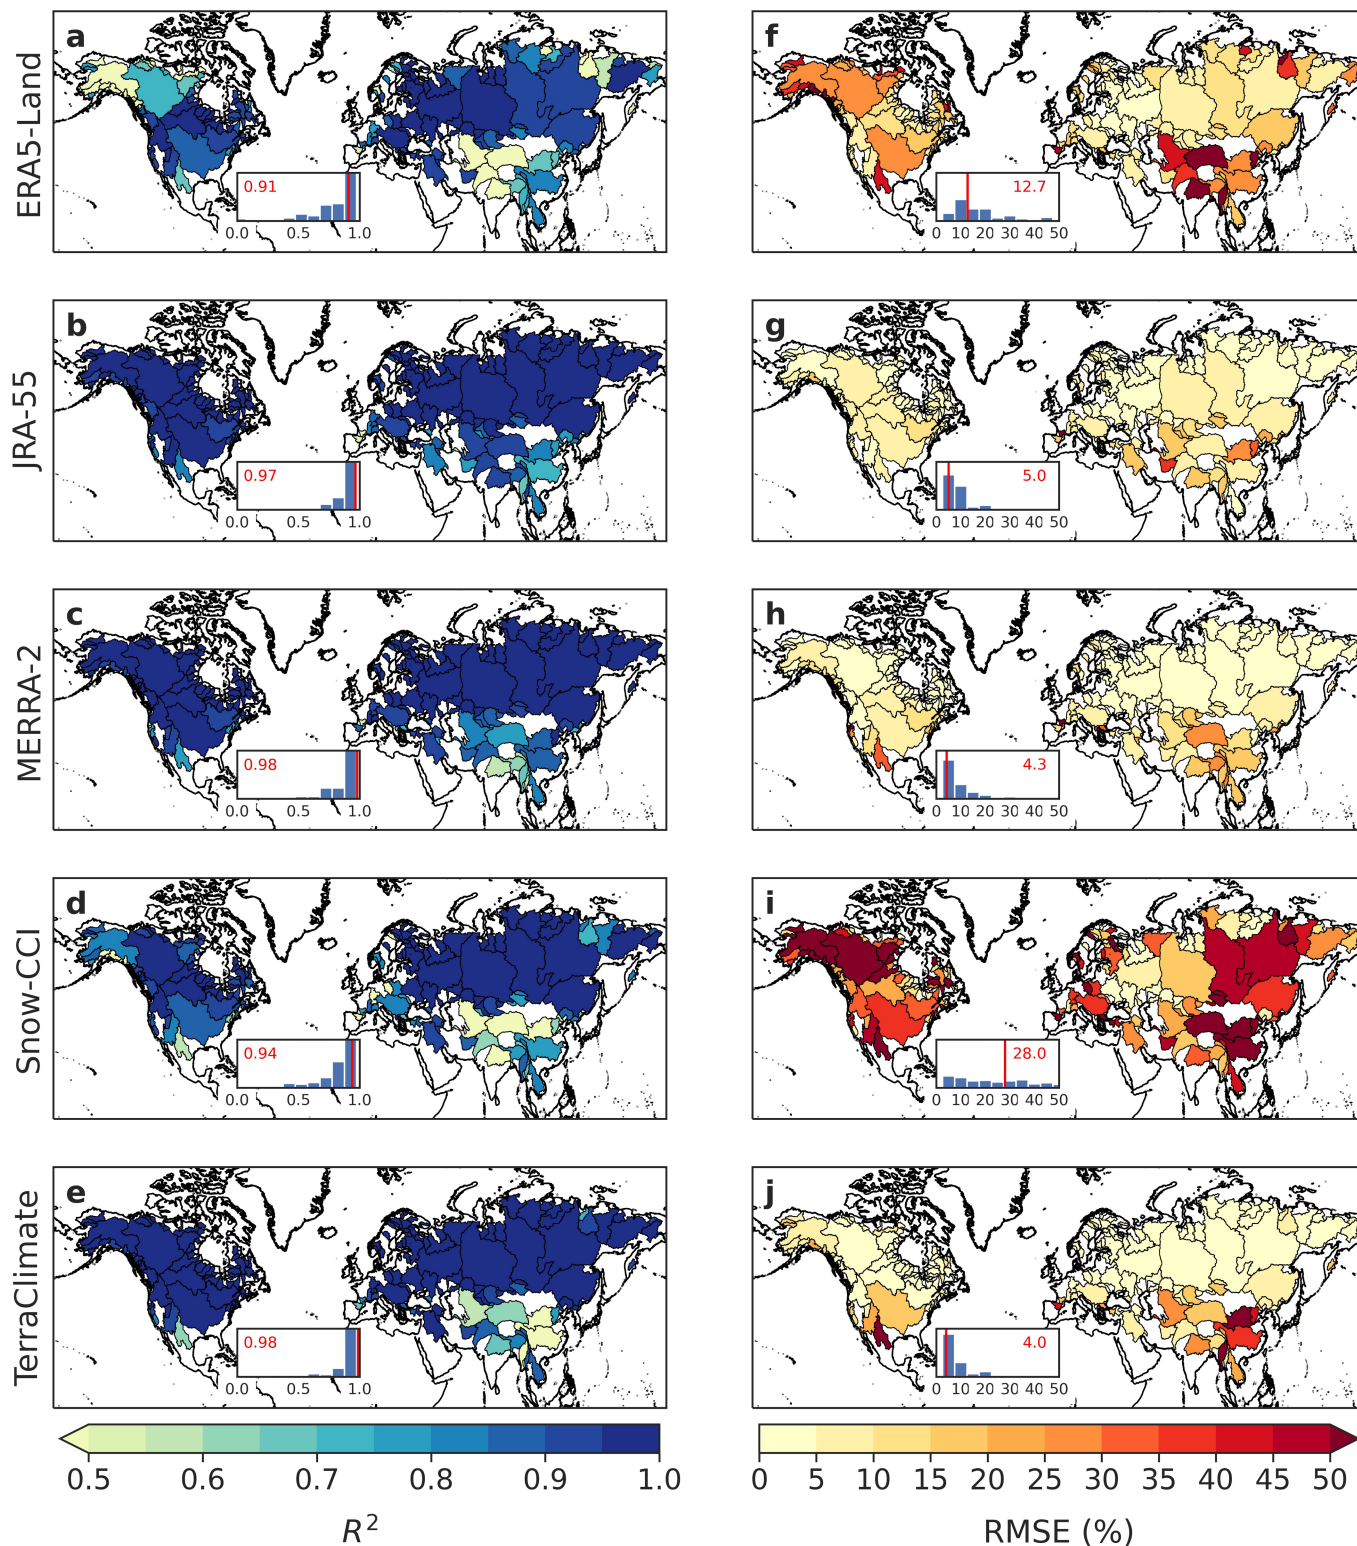 ERA5-Land
a
0.91
0.0 0.5 1.0
f
12.7
0 10 20 30 40 50
JRA-55
b
0.97
0.0 0.5 1.0
g
5.0
0 10 20 30 40 50
MERRA-2
c
0.98
0.0 0.5 1.0
h
4.3
0 10 20 30 40 50
Snow-CCI
d
0.94
0.0 0.5 1.0
i
28.0
0 10 20 30 40 50
TerraClimate
e
0.98
0.0 0.5 1.0
j
4.0
0 10 20 30 40 50
0.5 0.6 0.7 0.8 0.9 1.0
R²
0 5 10 15 20 25 30 35 40 45 50
RMSE (%)